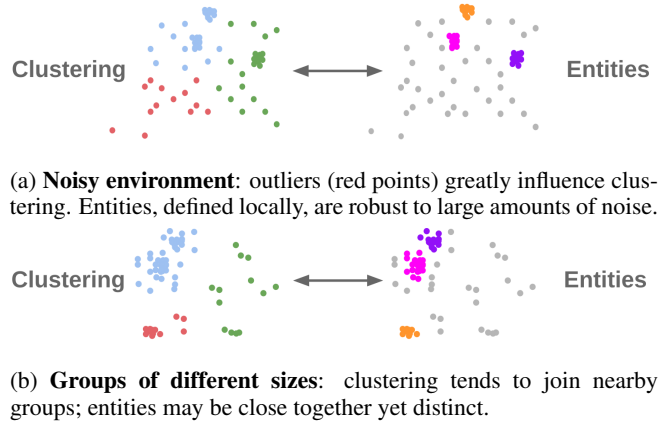 Clustering Entities
(a) Noisy environment: outliers (red points) greatly influence clus-
tering. Entities, defined locally, are robust to large amounts of noise.
Clustering Entities
(b) Groups of different sizes: clustering tends to join nearby
groups; entities may be close together yet distinct.